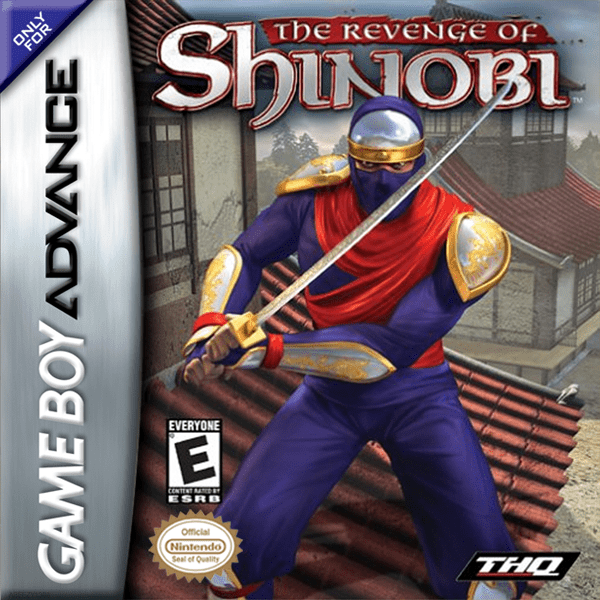 ONLY
FOR
GAME BOY ADVANCE
THE REVENGE OF
SHINOBI
TM
EVERYONE
E
CONTENT RATED BY
ESRB
Official
Nintendo
Seal of Quality
THQ